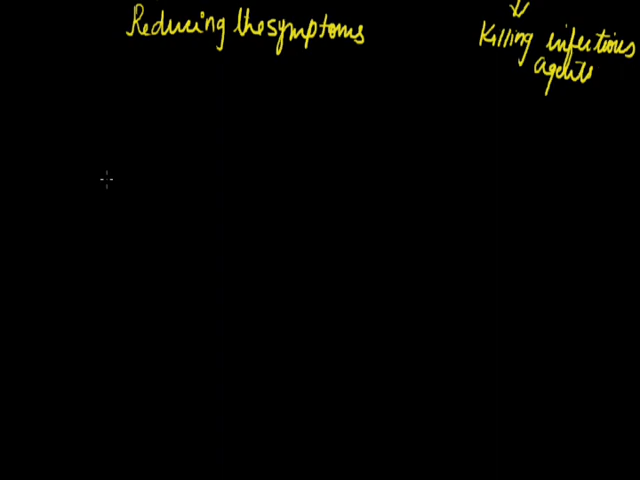 Reducing the symptoms
Killing infectious
agents